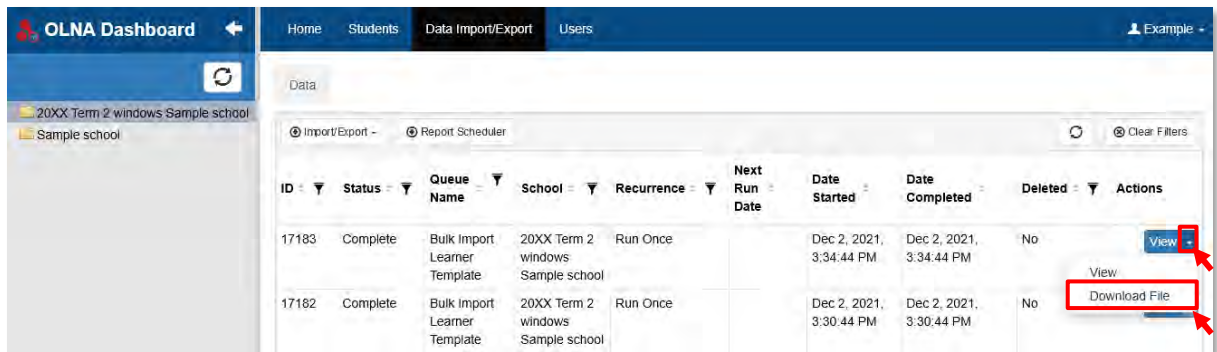 OLNA Dashboard
Home Students Data Import/Export Users Example
Data
20XX Term 2 windows Sample school
Sample school
Import/Export Report Scheduler Clear Filters
ID Status Queue Name School Recurrence Next Run Date Date Started Date Completed Deleted Actions
17183 Complete Bulk Import Learner Template 20XX Term 2 windows Sample school Run Once Dec 2, 2021, 3:34:44 PM Dec 2, 2021, 3:34:44 PM No View
View
Download File
17182 Complete Bulk Import Learner Template 20XX Term 2 windows Sample school Run Once Dec 2, 2021, 3:30:44 PM Dec 2, 2021, 3:30:44 PM No